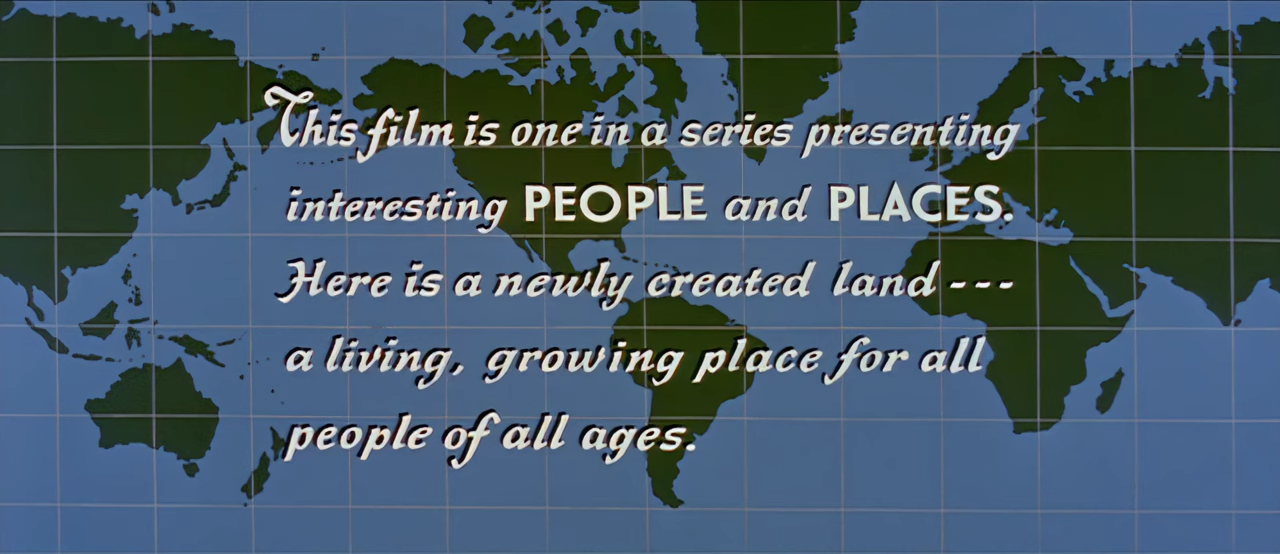 This film is one in a series presenting
interesting PEOPLE and PLACES.
Here is a newly created land ---
a living, growing place for all
people of all ages.